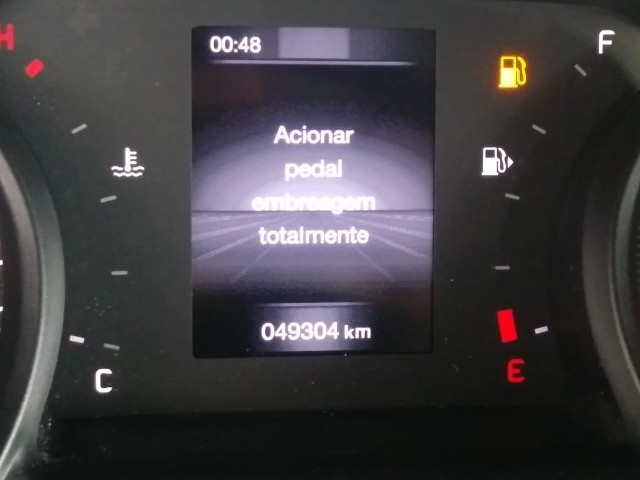 H
00:48
F
Acionar
pedal
embreagem
totalmente
049304 km
C
E